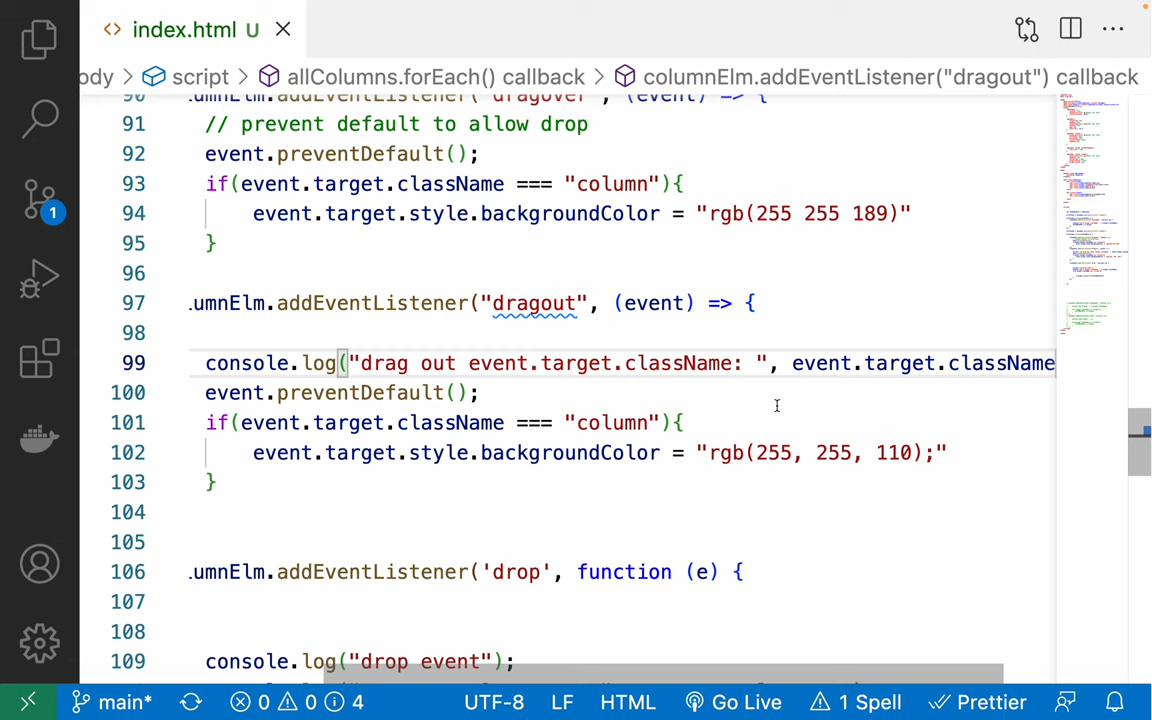 index.html U
ody > script > allColumns.forEach() callback > columnElm.addEventListener("dragout") callback
90 .umnElm.addEventListener("dragover", (event) => {
91 // prevent default to allow drop
92 event.preventDefault();
93 if(event.target.className === "column"){
94 event.target.style.backgroundColor = "rgb(255 255 189)"
95 }
96
97 .umnElm.addEventListener("dragout", (event) => {
98
99 console.log("drag out event.target.className: ", event.target.className
100 event.preventDefault();
101 if(event.target.className === "column"){
102 event.target.style.backgroundColor = "rgb(255, 255, 110);"
103 }
104
105
106 .umnElm.addEventListener('drop', function (e) {
107
108
109 console.log("drop event");
1
main* 0 0 4 UTF-8 LF HTML Go Live 1 Spell Prettier